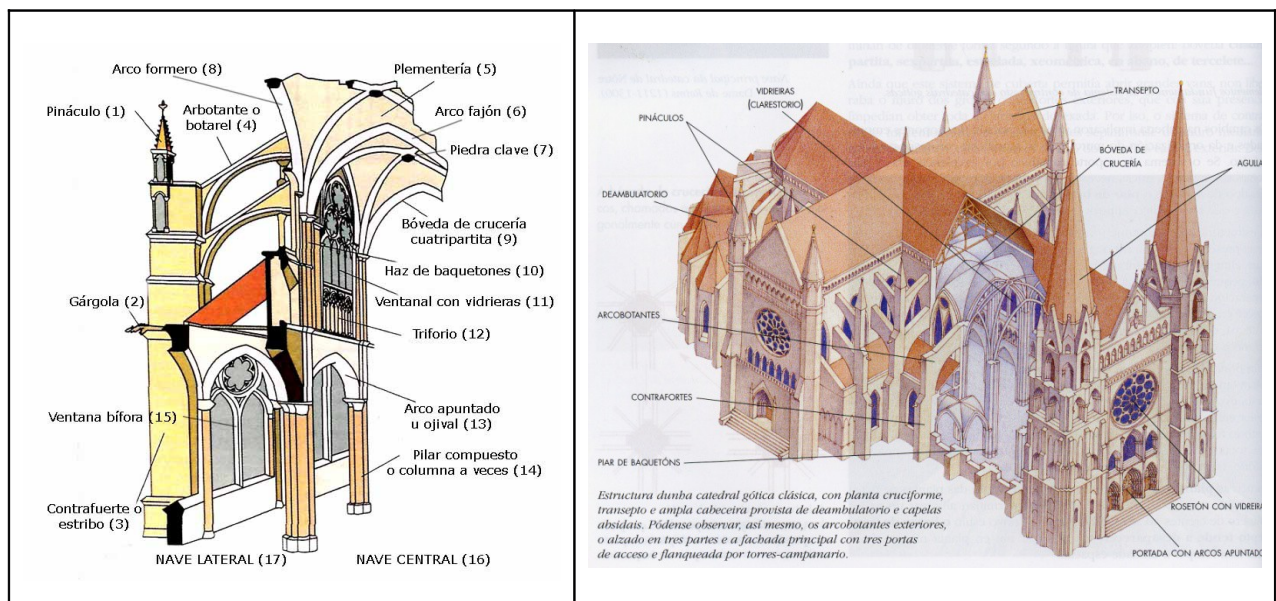 Arco formero (8)
Plementería (5)
Arbotante o
botarel (4)
Pináculo (1)
Arco fajón (6)
Piedra clave (7)
Bóveda de crucería
cuatripartita (9)
Haz de baquetones (10)
Gárgola (2)
Ventanal con vidrieras
(11)
Triforio (12)
Ventana bífora (15)
Arco apuntado
u ojival (13)
Pilar compuesto
o columna a veces (14)
Contrafuerte o
estribo (3)
NAVE LATERAL (17)
NAVE CENTRAL (16)
VIDRIEIRAS
(CLARESTORIO)
TRANSEPTO
PINÁCULOS
BÓVEDA DE
CRUCERÍA
AGULLA
DEAMBULATORIO
ARCOBOTANTES
CONTRAFORTES
PIAR DE BAQUETÓNS
ROSETÓN CON VIDREIRA
PORTADA CON ARCOS APUNTADO
Estructura dunha catedral gótica clásica, con planta cruciforme,
transepto e ampla cabeceira provista de deambulatorio e capelas
absidais. Pódense observar, así mesmo, os arcobotantes exteriores,
o alzado en tres partes e a fachada principal con tres portas
de acceso e flanqueada por torres-campanario.